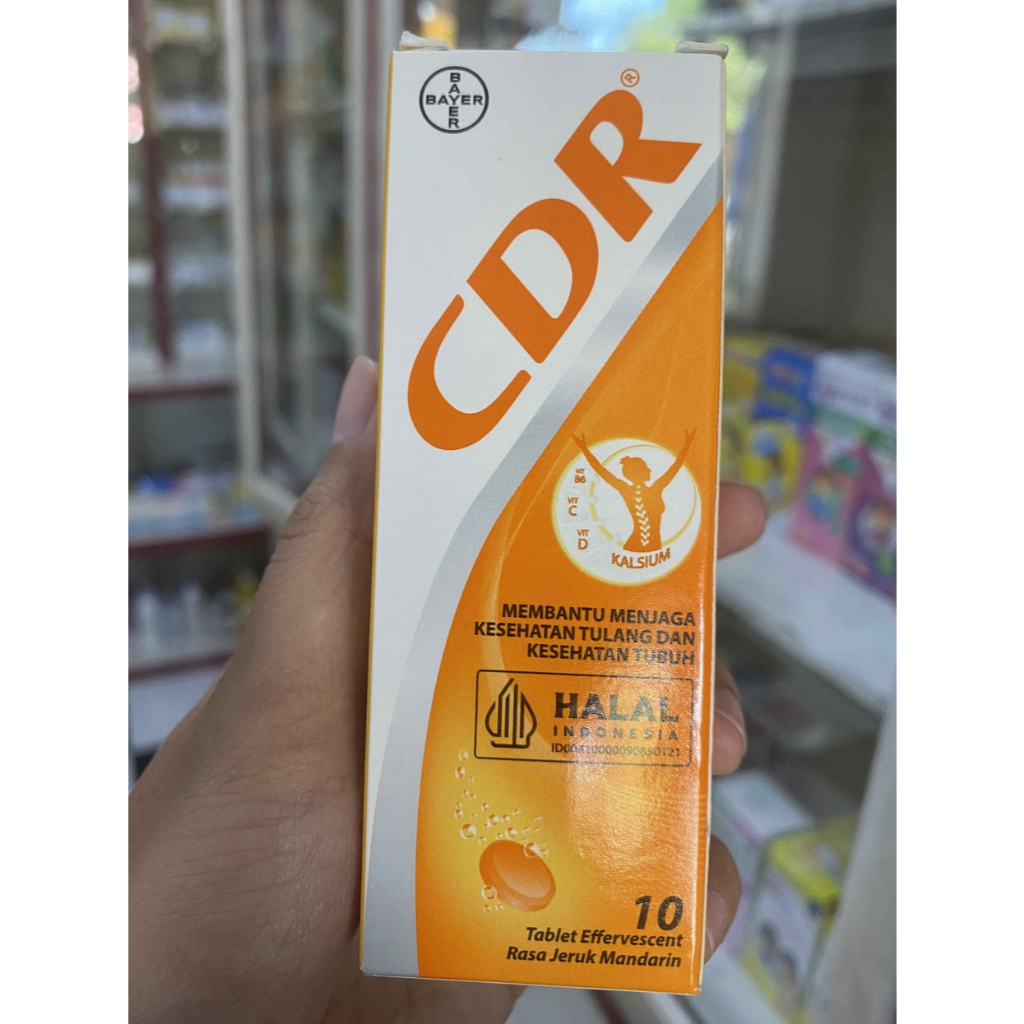 BAYER
BAYER
CDR®
VIT
B6
VIT
C
VIT
D
KALSIUM
MEMBANTU MENJAGA
KESEHATAN TULANG DAN
KESEHATAN TUBUH
HALAL
INDONESIA
10
Tablet Effervescent
Rasa Jeruk Mandarin